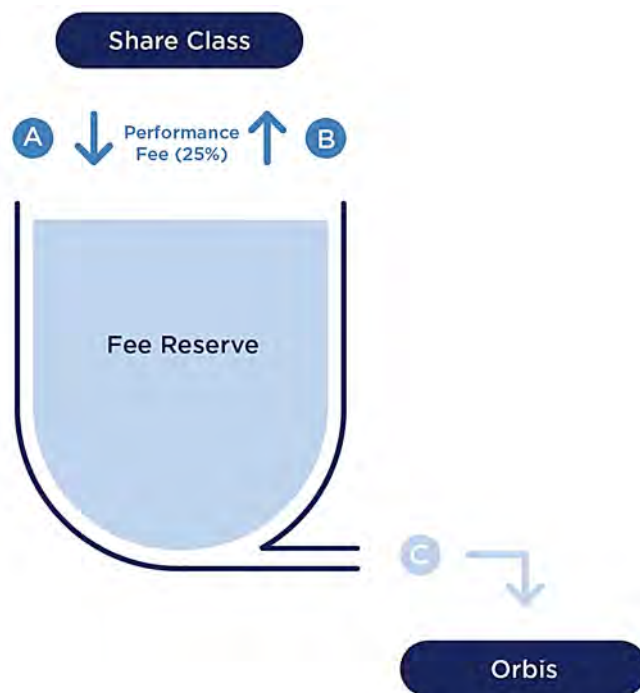 Share Class
A
Performance
Fee (25%)
B
Fee Reserve
C
Orbis